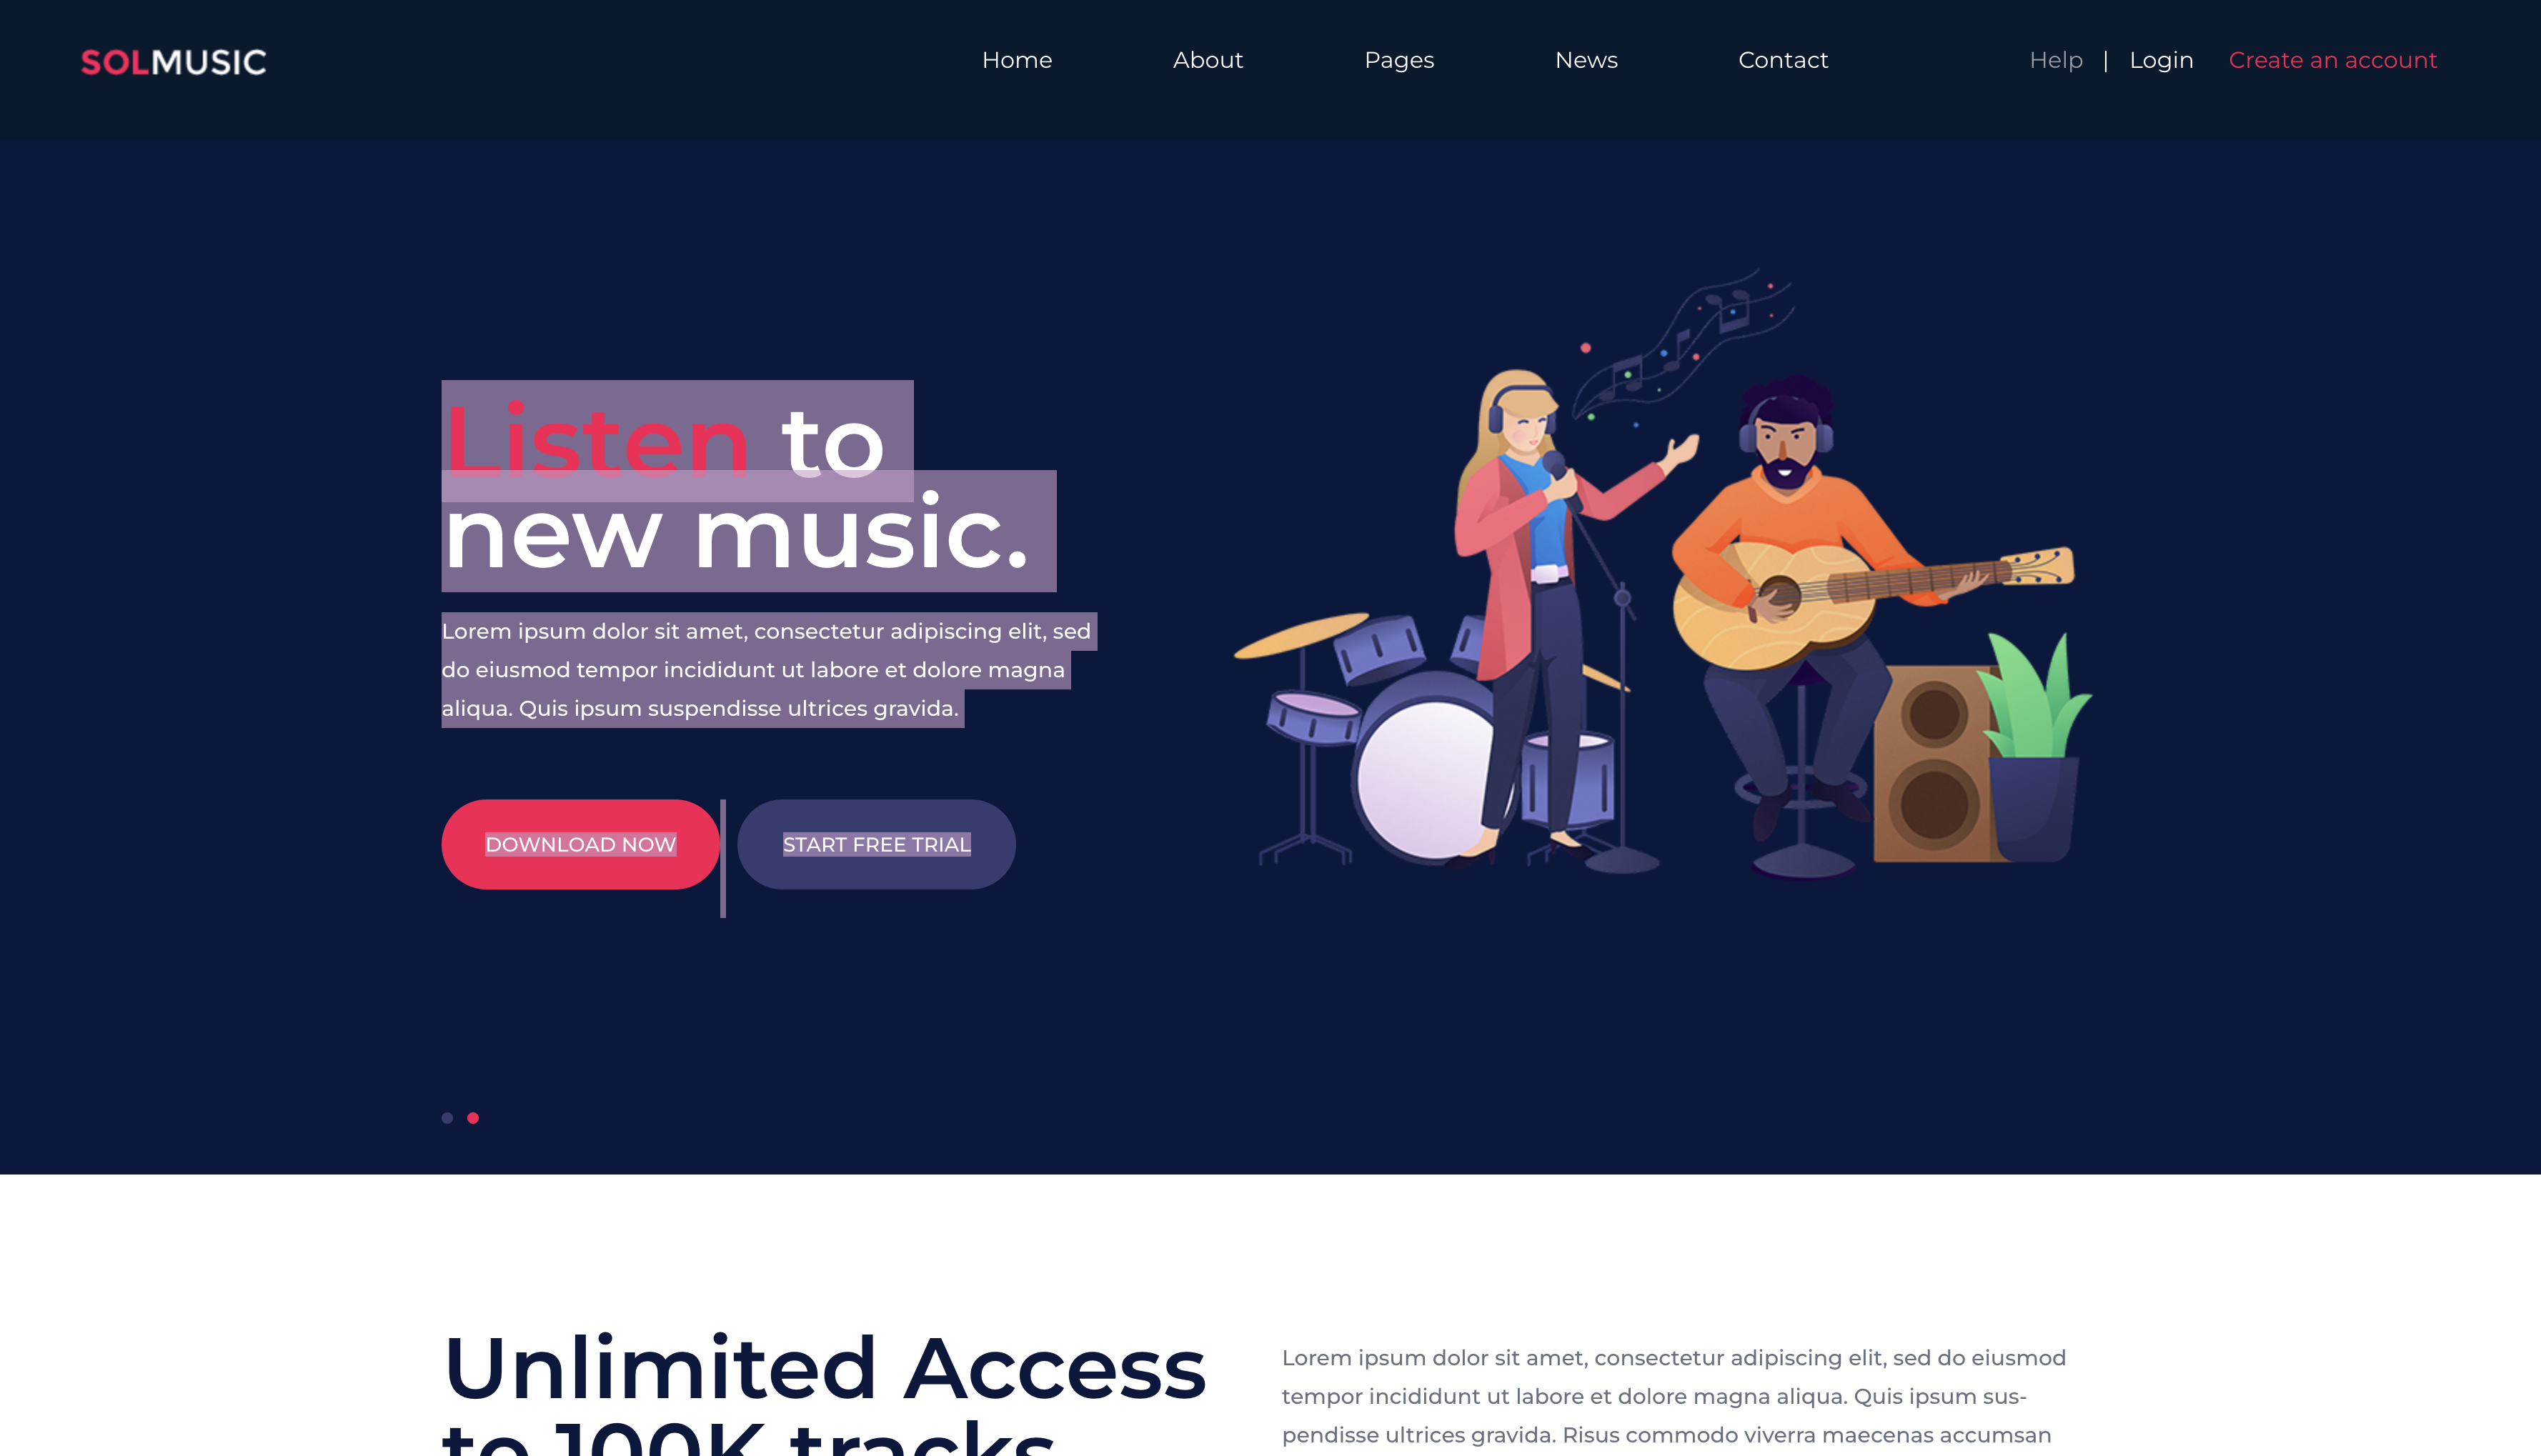 SOLMUSIC
Home About Pages News Contact Help | Login Create an account
Listen to
new music.
Lorem ipsum dolor sit amet, consectetur adipiscing elit, sed
do eiusmod tempor incididunt ut labore et dolore magna
aliqua. Quis ipsum suspendisse ultrices gravida.
DOWNLOAD NOW START FREE TRIAL
Unlimited Access
to 100K tracks
Lorem ipsum dolor sit amet, consectetur adipiscing elit, sed do eiusmod
tempor incididunt ut labore et dolore magna aliqua. Quis ipsum sus-
pendisse ultrices gravida. Risus commodo viverra maecenas accumsan